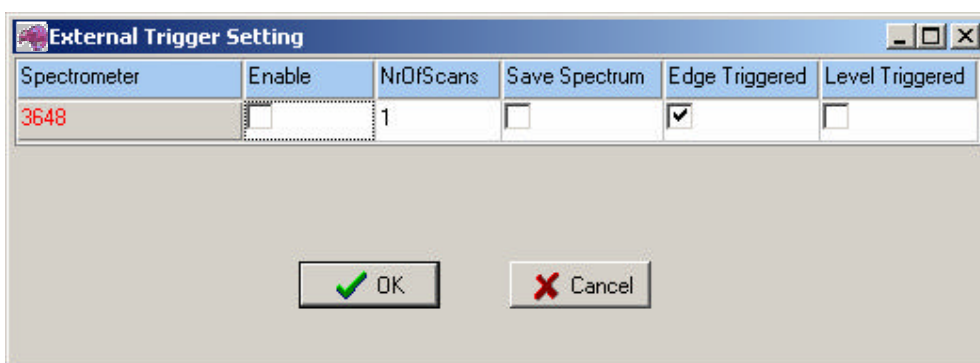 External Trigger Setting
Spectrometer Enable NrOfScans Save Spectrum Edge Triggered Level Triggered
3648 1
OK Cancel